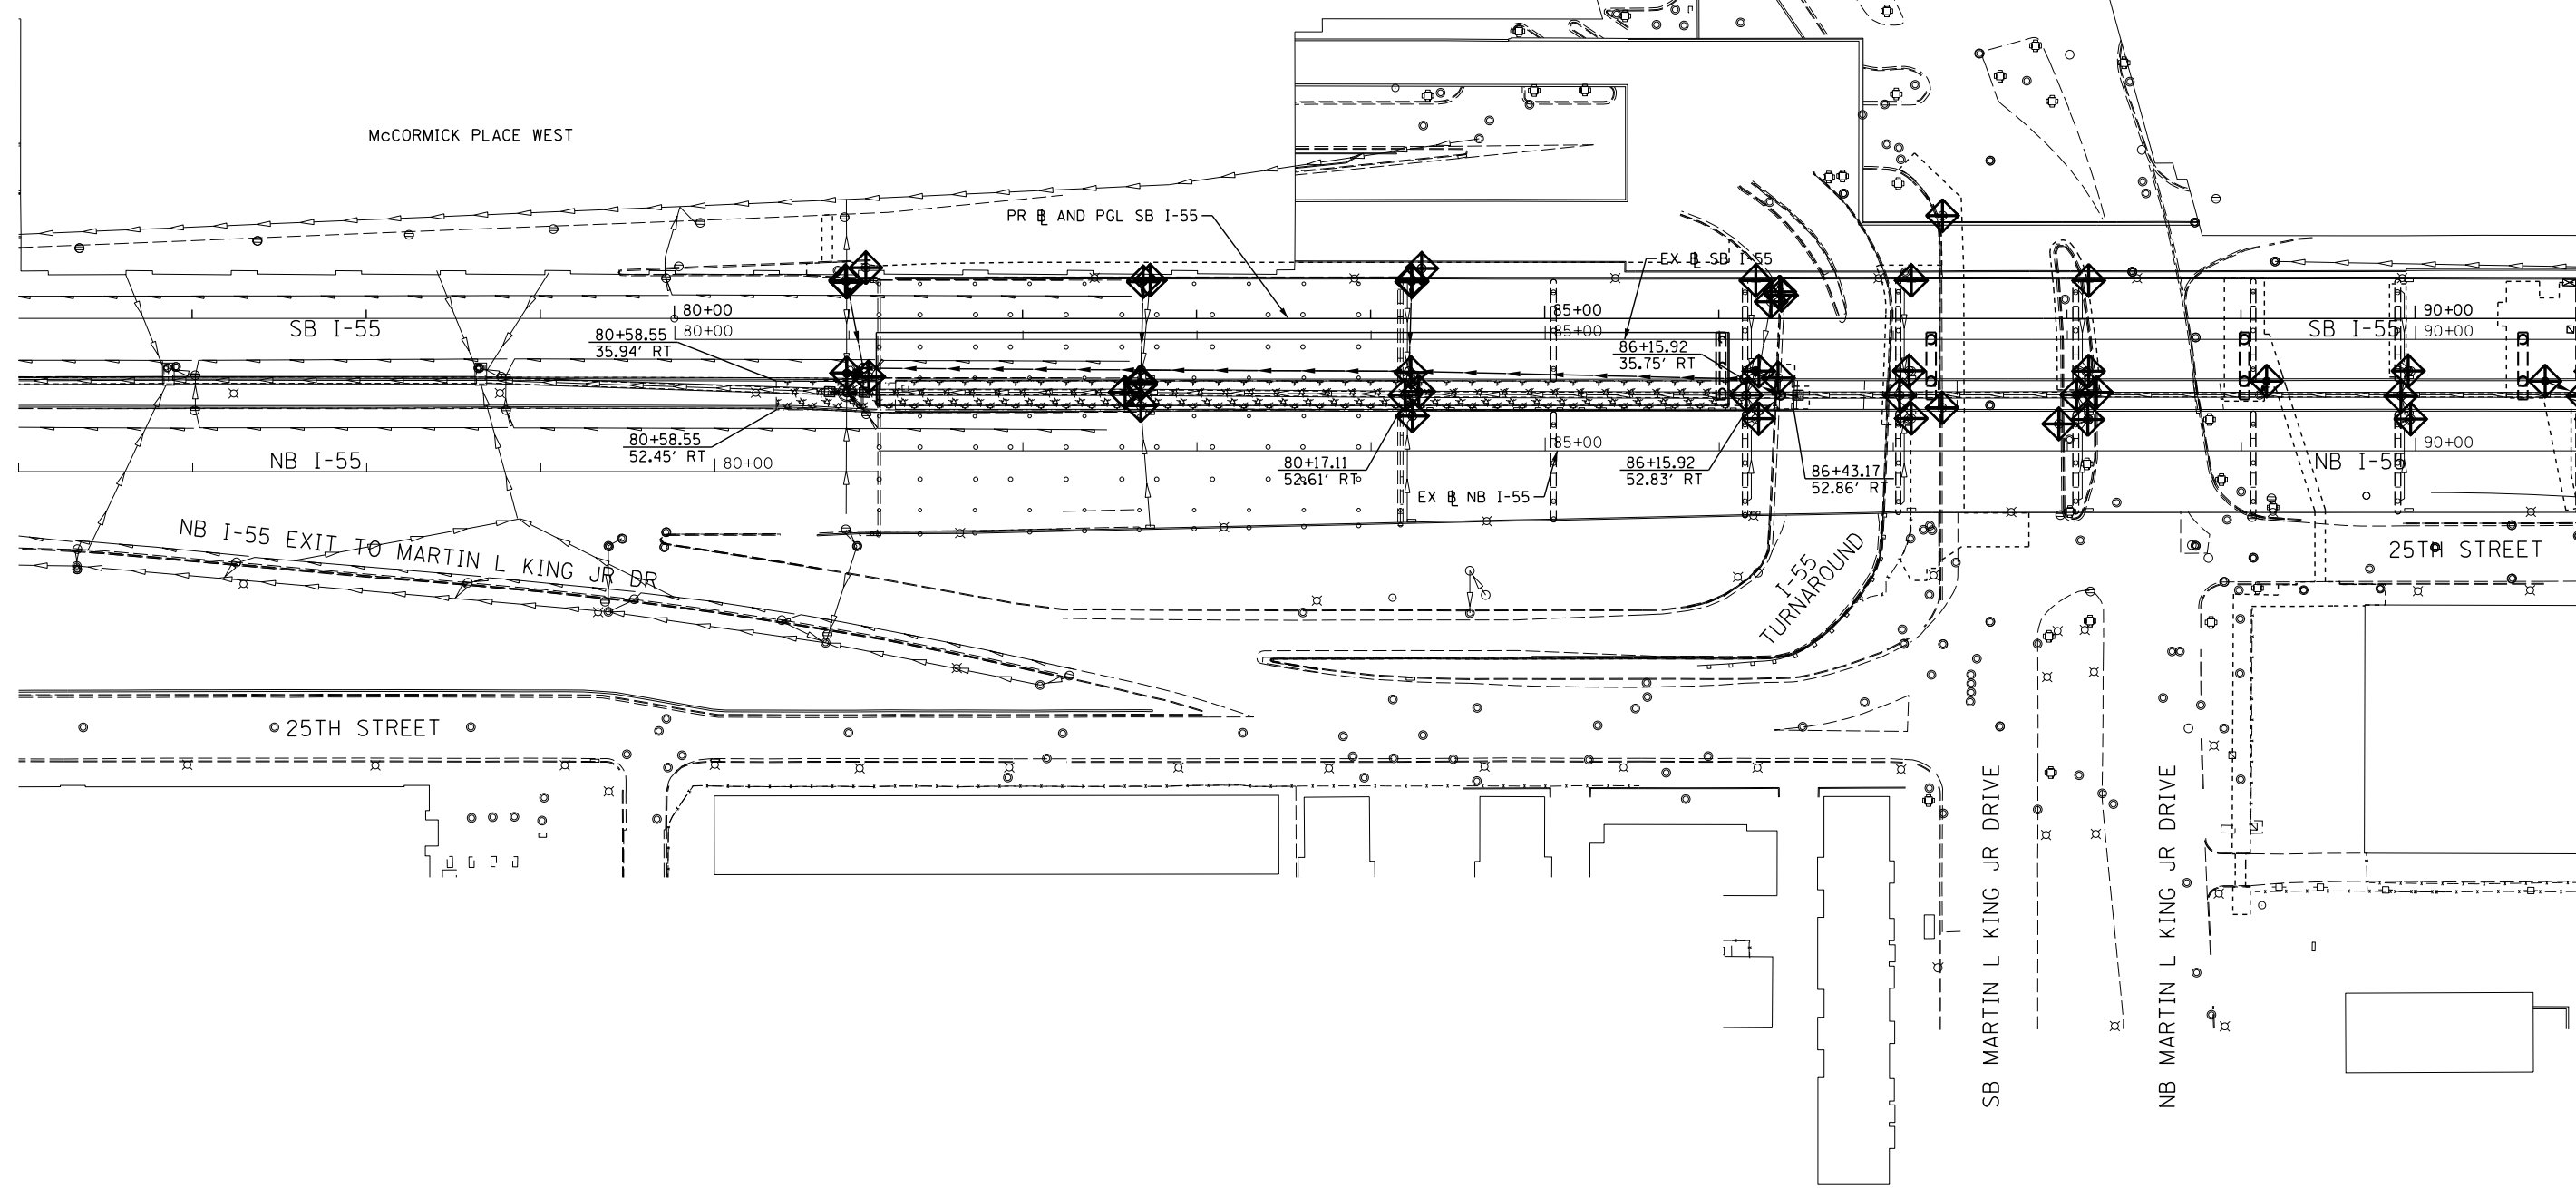 McCORMICK PLACE WEST
PR ⅊ AND PGL SB I-55
EX ⅊ SB I-55
80+00
85+00
90+00
SB I-55
80+00
85+00
SB I-55
90+00
80+58.55
35.94' RT
86+15.92
35.75' RT
80+58.55
52.45' RT
85+00
90+00
NB I-55
80+00
80+17.11
52.61' RT
86+15.92
52.83' RT
86+43.17
52.86' RT
NB I-55
EX ⅊ NB I-55
NB I-55 EXIT TO MARTIN L KING JR DR
I-55
TURNAROUND
25TH STREET
25TH STREET
SB MARTIN L KING JR DRIVE
NB MARTIN L KING JR DRIVE